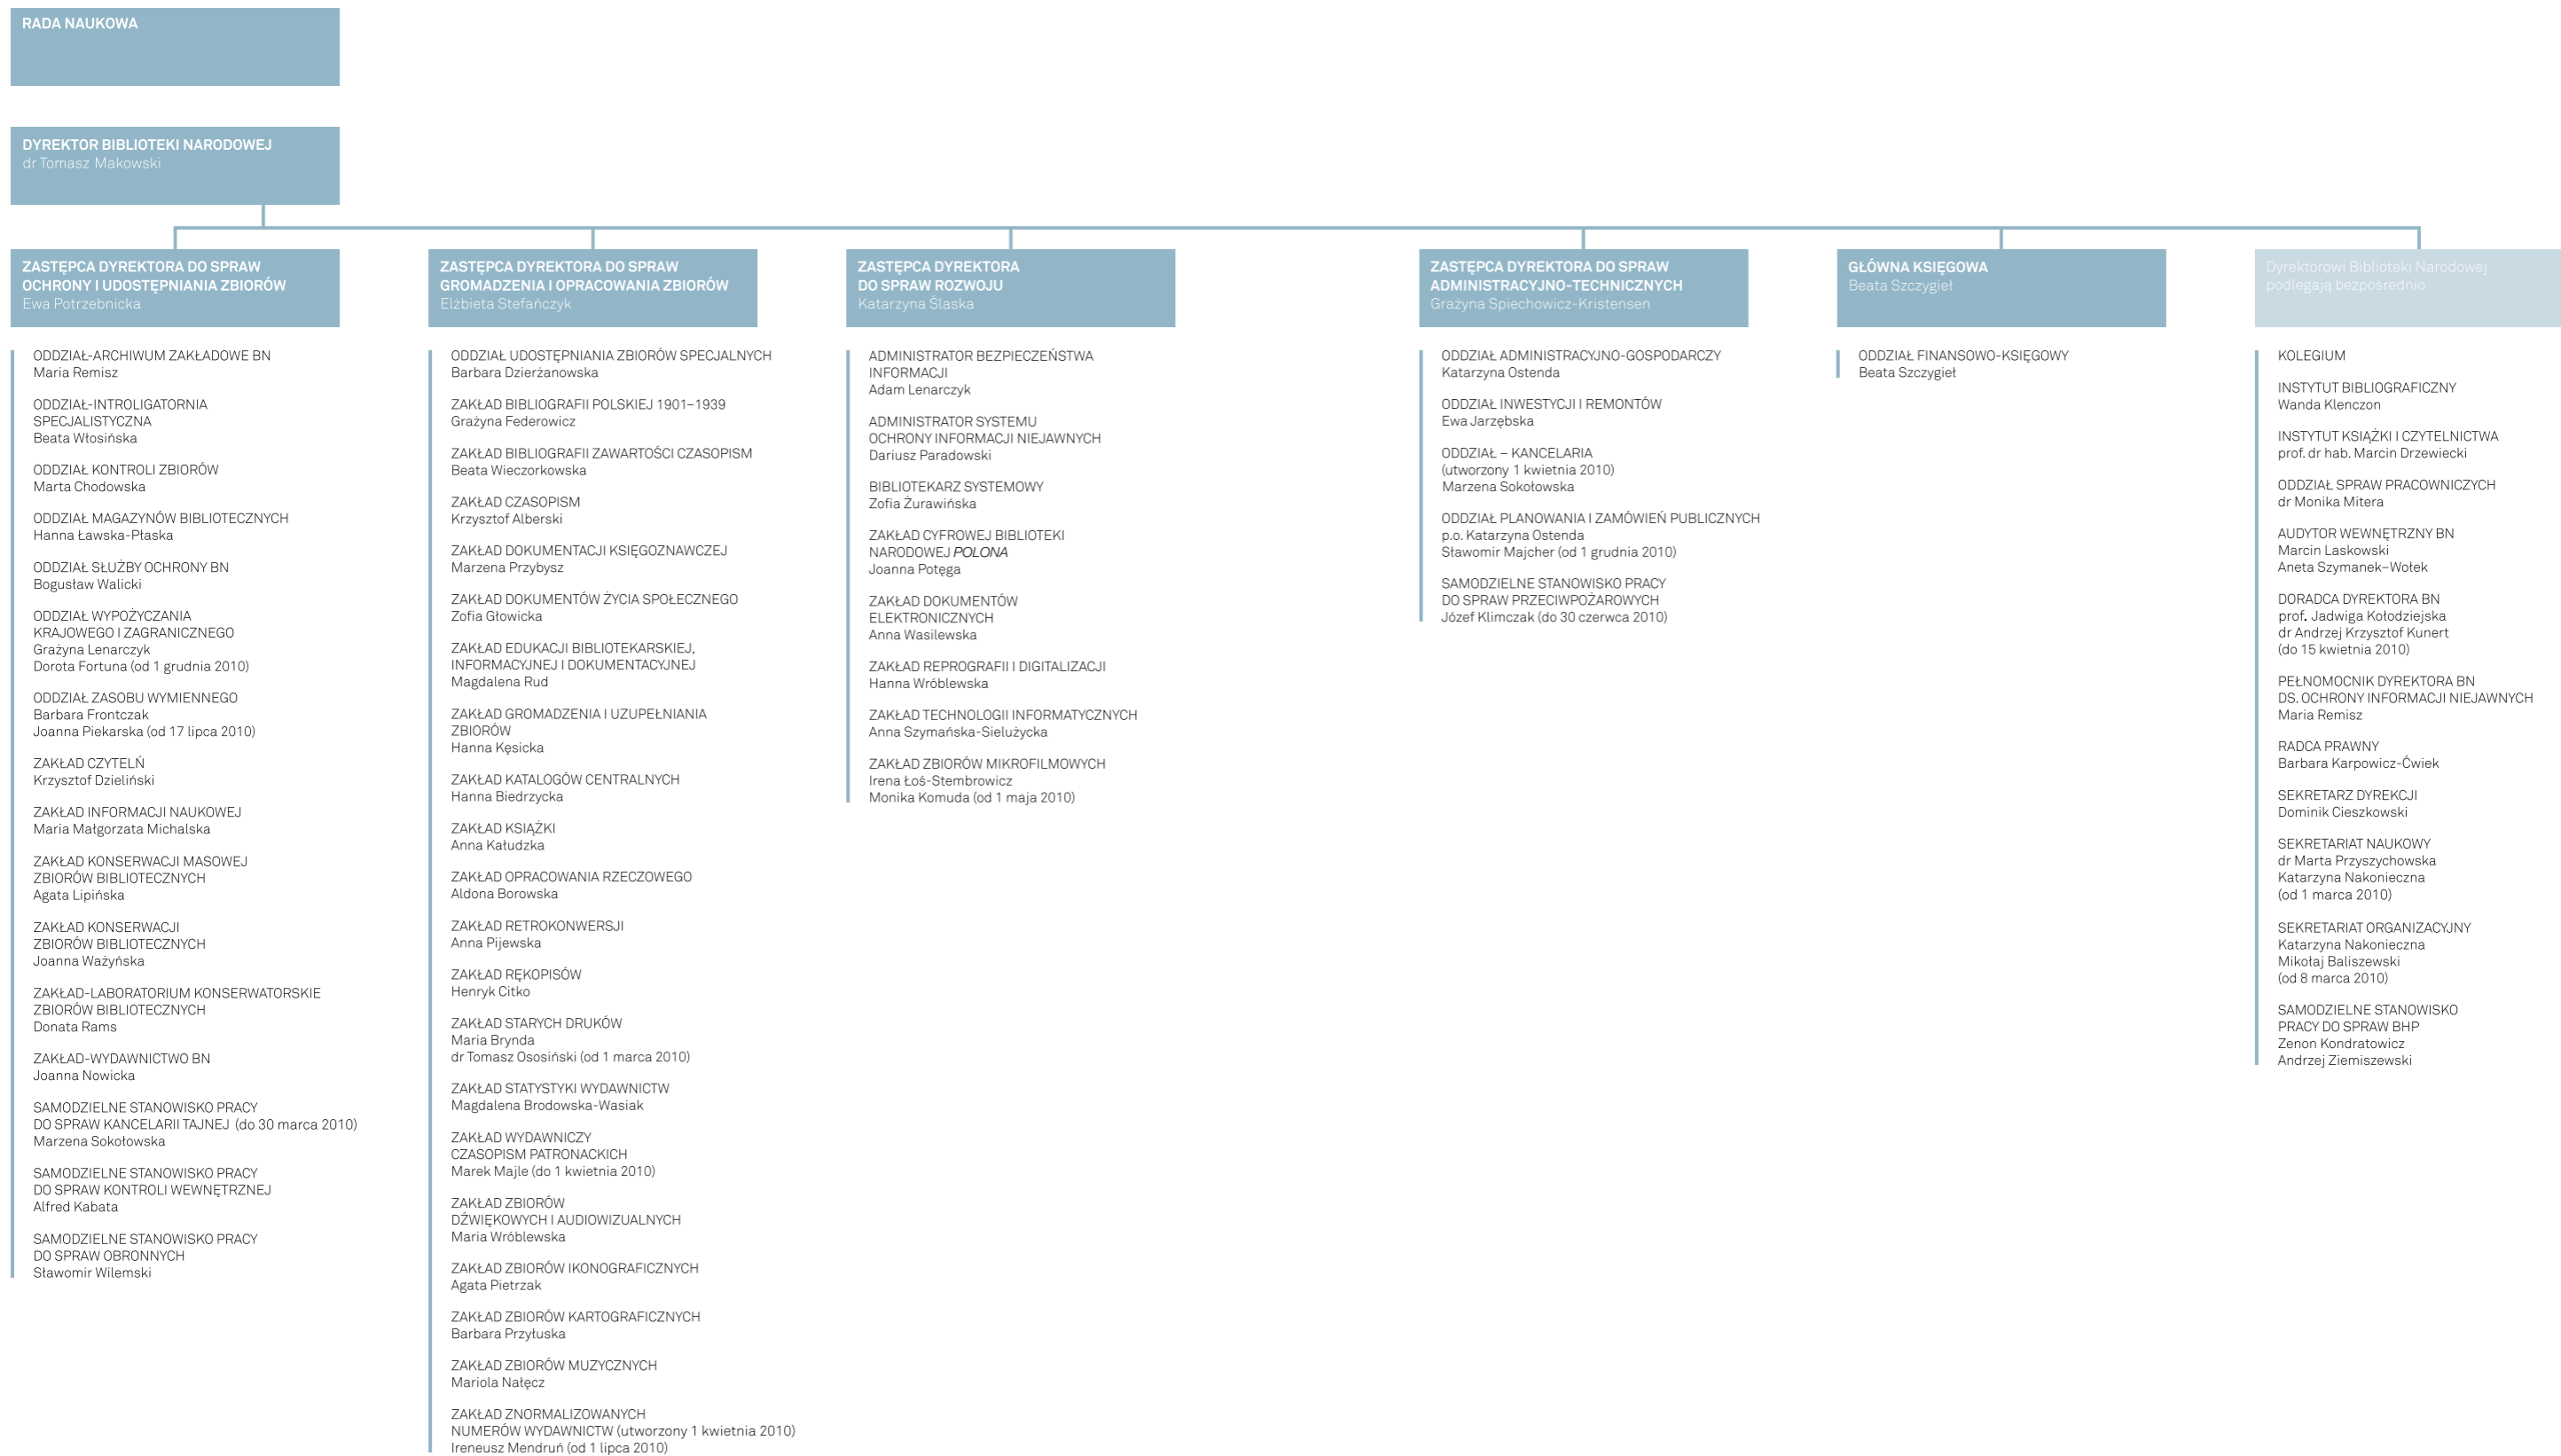 RADA NAUKOWA
DYREKTOR BIBLIOTEKI NARODOWEJ
dr Tomasz Makowski
ZASTĘPCA DYREKTORA DO SPRAW
OCHRONY I UDOSTĘPNIANIA ZBIORÓW
Ewa Potrzebnicka
ODDZIAŁ-ARCHIWUM ZAKŁADOWE BN
Maria Remisz
ODDZIAŁ-INTROLIGATORNIA
SPECJALISTYCZNA
Beata Włosińska
ODDZIAŁ KONTROLI ZBIORÓW
Marta Chodowska
ODDZIAŁ MAGAZYNÓW BIBLIOTECZNYCH
Hanna Ławska-Płaska
ODDZIAŁ SŁUŻBY OCHRONY BN
Bogusław Walicki
ODDZIAŁ WYPOŻYCZANIA
KRAJOWEGO I ZAGRANICZNEGO
Grażyna Lenarczyk
Dorota Fortuna (od 1 grudnia 2010)
ODDZIAŁ ZASOBU WYMIENNEGO
Barbara Frontczak
Joanna Piekarska (od 17 lipca 2010)
ZAKŁAD CZYTELŃ
Krzysztof Dzieliński
ZAKŁAD INFORMACJI NAUKOWEJ
Maria Małgorzata Michalska
ZAKŁAD KONSERWACJI MASOWEJ
ZBIORÓW BIBLIOTECZNYCH
Agata Lipińska
ZAKŁAD KONSERWACJI
ZBIORÓW BIBLIOTECZNYCH
Joanna Ważyńska
ZAKŁAD-LABORATORIUM KONSERWATORSKIE
ZBIORÓW BIBLIOTECZNYCH
Donata Rams
ZAKŁAD-WYDAWNICTWO BN
Joanna Nowicka
SAMODZIELNE STANOWISKO PRACY
DO SPRAW KANCELARII TAJNEJ (do 30 marca 2010)
Marzena Sokołowska
SAMODZIELNE STANOWISKO PRACY
DO SPRAW KONTROLI WEWNĘTRZNEJ
Alfred Kabata
SAMODZIELNE STANOWISKO PRACY
DO SPRAW OBRONNYCH
Sławomir Wilemski
ZASTĘPCA DYREKTORA DO SPRAW
GROMADZENIA I OPRACOWANIA ZBIORÓW
Elżbieta Stefańczyk
ODDZIAŁ UDOSTĘPNIANIA ZBIORÓW SPECJALNYCH
Barbara Dzierżanowska
ZAKŁAD BIBLIOGRAFII POLSKIEJ 1901–1939
Grażyna Federowicz
ZAKŁAD BIBLIOGRAFII ZAWARTOŚCI CZASOPISM
Beata Wieczorkowska
ZAKŁAD CZASOPISM
Krzysztof Alberski
ZAKŁAD DOKUMENTACJI KSIĘGOZNAWCZEJ
Marzena Przybysz
ZAKŁAD DOKUMENTÓW ŻYCIA SPOŁECZNEGO
Zofia Głowicka
ZAKŁAD EDUKACJI BIBLIOTEKARSKIEJ,
INFORMACYJNEJ I DOKUMENTACYJNEJ
Magdalena Rud
ZAKŁAD GROMADZENIA I UZUPEŁNIANIA
ZBIORÓW
Hanna Kęsicka
ZAKŁAD KATALOGÓW CENTRALNYCH
Hanna Biedrzycka
ZAKŁAD KSIĄŻKI
Anna Kałudzka
ZAKŁAD OPRACOWANIA RZECZOWEGO
Aldona Borowska
ZAKŁAD RETROKONWERSJI
Anna Pijewska
ZAKŁAD RĘKOPISÓW
Henryk Citko
ZAKŁAD STARYCH DRUKÓW
Maria Brynda
dr Tomasz Ososiński (od 1 marca 2010)
ZAKŁAD STATYSTYKI WYDAWNICTW
Magdalena Brodowska-Wasiak
ZAKŁAD WYDAWNICZY
CZASOPISM PATRONACKICH
Marek Majle (do 1 kwietnia 2010)
ZAKŁAD ZBIORÓW
DŹWIĘKOWYCH I AUDIOWIZUALNYCH
Maria Wróblewska
ZAKŁAD ZBIORÓW IKONOGRAFICZNYCH
Agata Pietrzak
ZAKŁAD ZBIORÓW KARTOGRAFICZNYCH
Barbara Przyłuska
ZAKŁAD ZBIORÓW MUZYCZNYCH
Mariola Nałęcz
ZAKŁAD ZNORMALIZOWANYCH
NUMERÓW WYDAWNICTW (utworzony 1 kwietnia 2010)
Ireneusz Mendruń (od 1 lipca 2010)
ZASTĘPCA DYREKTORA
DO SPRAW ROZWOJU
Katarzyna Ślaska
ADMINISTRATOR BEZPIECZEŃSTWA
INFORMACJI
Adam Lenarczyk
ADMINISTRATOR SYSTEMU
OCHRONY INFORMACJI NIEJAWNYCH
Dariusz Paradowski
BIBLIOTEKARZ SYSTEMOWY
Zofia Żurawińska
ZAKŁAD CYFROWEJ BIBLIOTEKI
NARODOWEJ POLONA
Joanna Potęga
ZAKŁAD DOKUMENTÓW
ELEKTRONICZNYCH
Anna Wasilewska
ZAKŁAD REPROGRAFII I DIGITALIZACJI
Hanna Wróblewska
ZAKŁAD TECHNOLOGII INFORMATYCZNYCH
Anna Szymańska-Sielużycka
ZAKŁAD ZBIORÓW MIKROFILMOWYCH
Irena Łoś-Stembrowicz
Monika Komuda (od 1 maja 2010)
ZASTĘPCA DYREKTORA DO SPRAW
ADMINISTRACYJNO-TECHNICZNYCH
Grażyna Spiechowicz-Kristensen
ODDZIAŁ ADMINISTRACYJNO-GOSPODARCZY
Katarzyna Ostenda
ODDZIAŁ INWESTYCJI I REMONTÓW
Ewa Jarzębska
ODDZIAŁ – KANCELARIA
(utworzony 1 kwietnia 2010)
Marzena Sokołowska
ODDZIAŁ PLANOWANIA I ZAMÓWIEŃ PUBLICZNYCH
p.o. Katarzyna Ostenda
Sławomir Majcher (od 1 grudnia 2010)
SAMODZIELNE STANOWISKO PRACY
DO SPRAW PRZECIWPOŻAROWYCH
Józef Klimczak (do 30 czerwca 2010)
GŁÓWNA KSIĘGOWA
Beata Szczygieł
ODDZIAŁ FINANSOWO-KSIĘGOWY
Beata Szczygieł
Dyrektorowi Biblioteki Narodowej
podlegają bezpośrednio
KOLEGIUM
INSTYTUT BIBLIOGRAFICZNY
Wanda Klenczon
INSTYTUT KSIĄŻKI I CZYTELNICTWA
prof. dr hab. Marcin Drzewiecki
ODDZIAŁ SPRAW PRACOWNICZYCH
dr Monika Mitera
AUDYTOR WEWNĘTRZNY BN
Marcin Laskowski
Aneta Szymanek–Wołek
DORADCA DYREKTORA BN
prof. Jadwiga Kołodziejska
dr Andrzej Krzysztof Kunert
(do 15 kwietnia 2010)
PEŁNOMOCNIK DYREKTORA BN
DS. OCHRONY INFORMACJI NIEJAWNYCH
Maria Remisz
RADCA PRAWNY
Barbara Karpowicz-Ćwiek
SEKRETARZ DYREKCJI
Dominik Cieszkowski
SEKRETARIAT NAUKOWY
dr Marta Przyszychowska
Katarzyna Nakonieczna
(od 1 marca 2010)
SEKRETARIAT ORGANIZACYJNY
Katarzyna Nakonieczna
Mikołaj Baliszewski
(od 8 marca 2010)
SAMODZIELNE STANOWISKO
PRACY DO SPRAW BHP
Zenon Kondratowicz
Andrzej Ziemiszewski